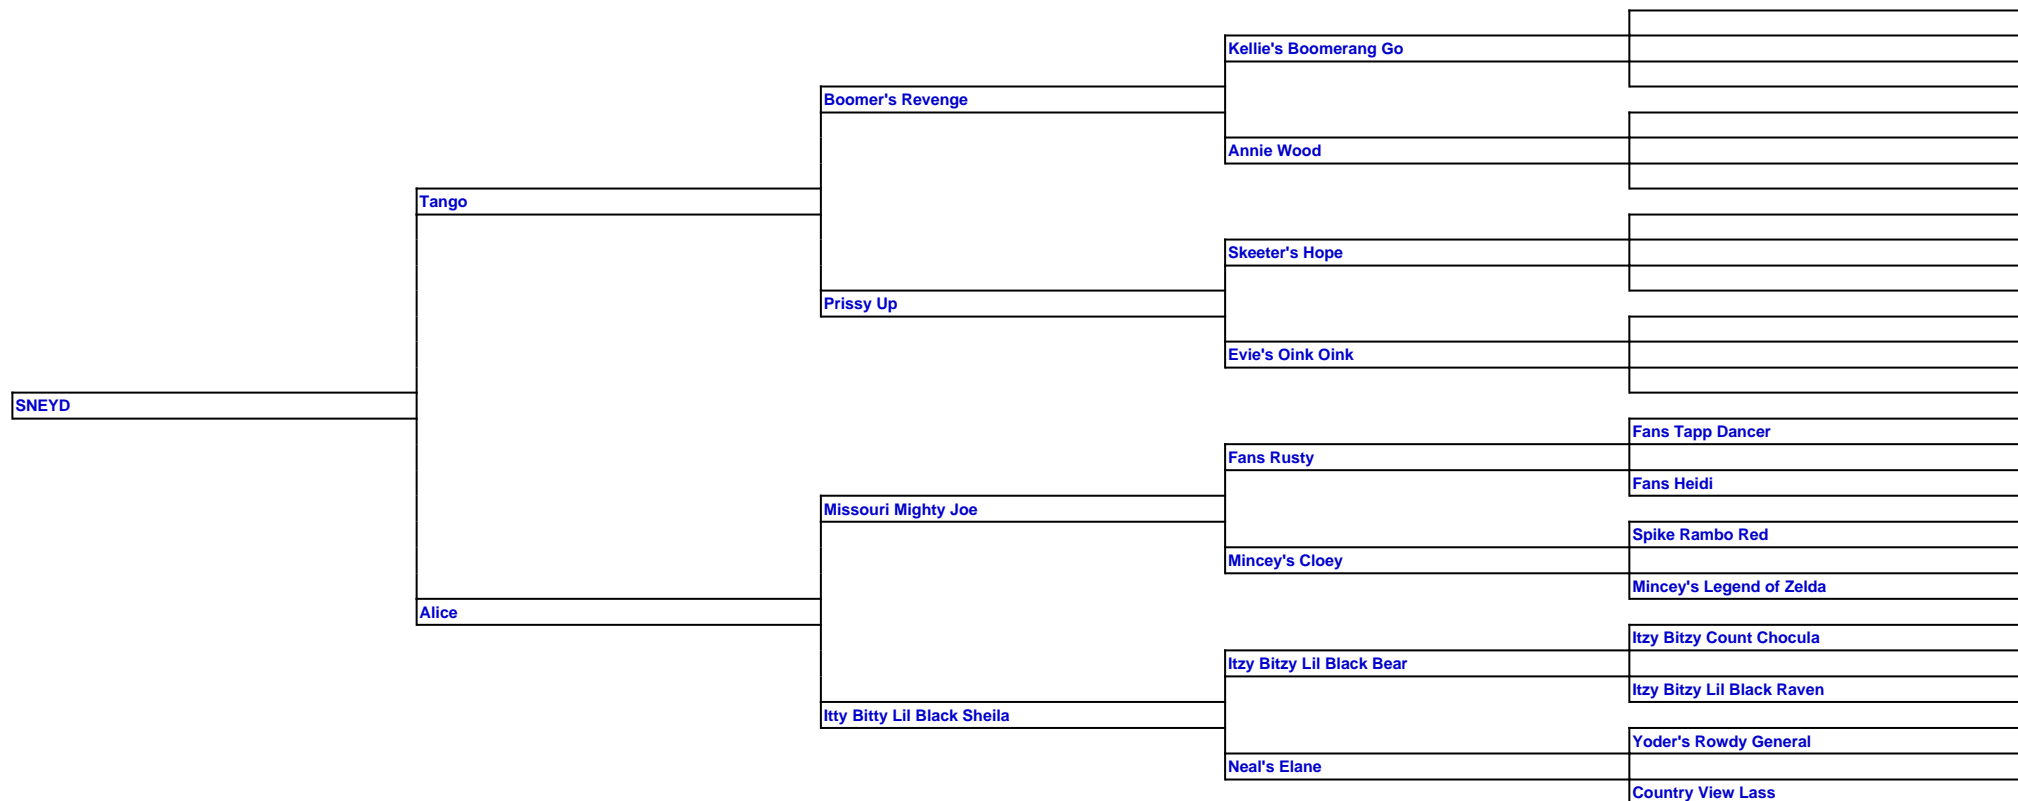 Kellie's Boomerang Go
Boomer's Revenge
Annie Wood
Tango
Skeeter's Hope
Prissy Up
Evie's Oink Oink
SNEYD
Fans Tapp Dancer
Fans Rusty
Fans Heidi
Missouri Mighty Joe
Spike Rambo Red
Mincey's Cloey
Mincey's Legend of Zelda
Alice
Itzy Bitzy Count Chocula
Itzy Bitzy Lil Black Bear
Itzy Bitzy Lil Black Raven
Itty Bitty Lil Black Sheila
Yoder's Rowdy General
Neal's Elane
Country View Lass